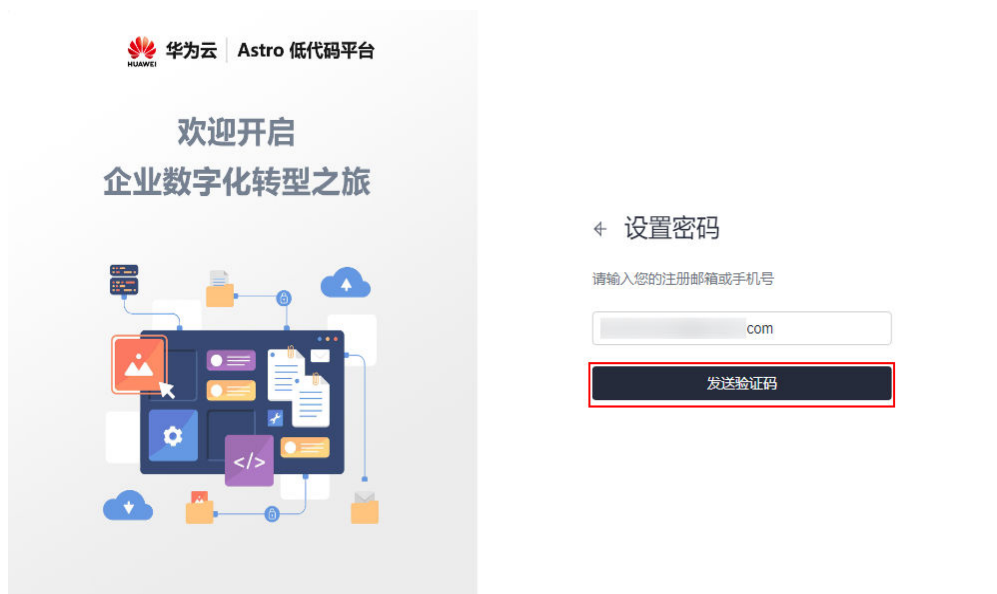 HUAWEI
华为云 Astro 低代码平台
欢迎开启
企业数字化转型之旅
</>
设置密码
请输入您的注册邮箱或手机号
com
发送验证码